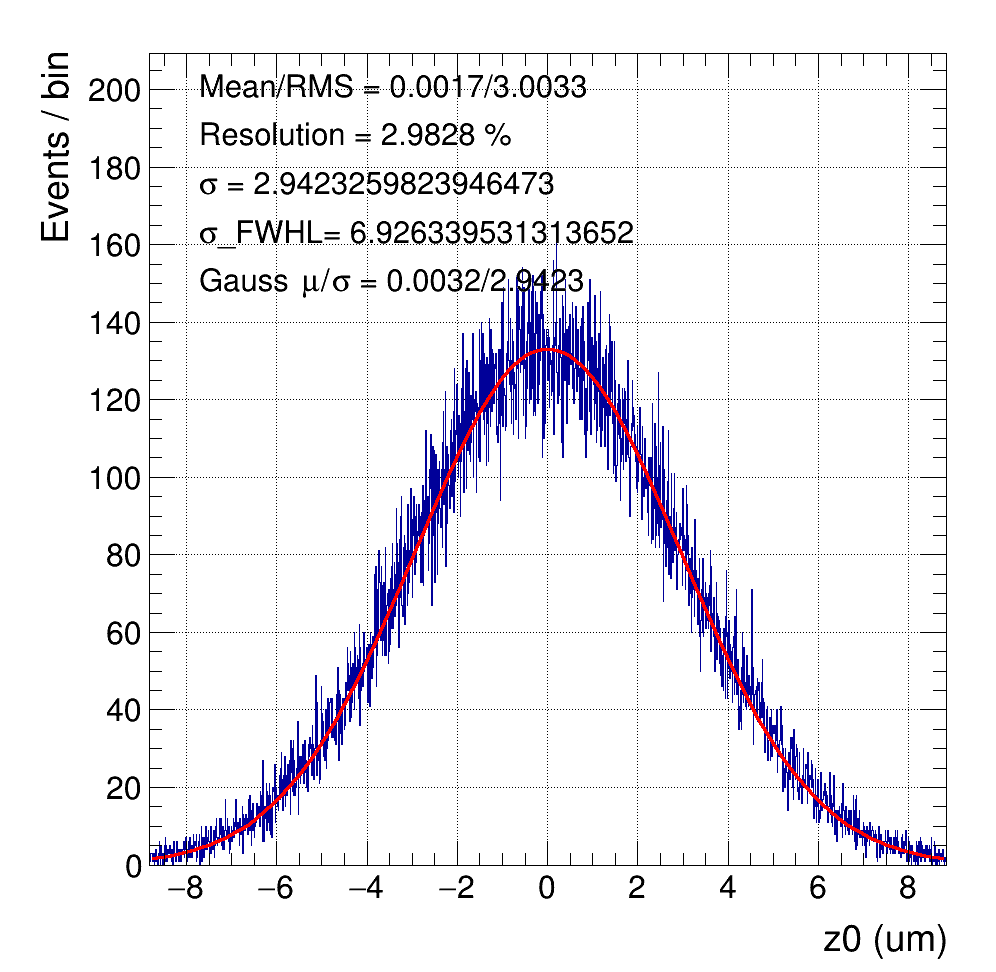 Events / bin
200
180
160
140
120
100
80
60
40
20
0
Mean/RMS = 0.0017/3.0033
Resolution = 2.9828 %
σ = 2.9423259823946473
σ_FWHL= 6.926339531313652
Gauss μ/σ = 0.0032/2.9423
−8 −6 −4 −2 0 2 4 6 8
z0 (um)